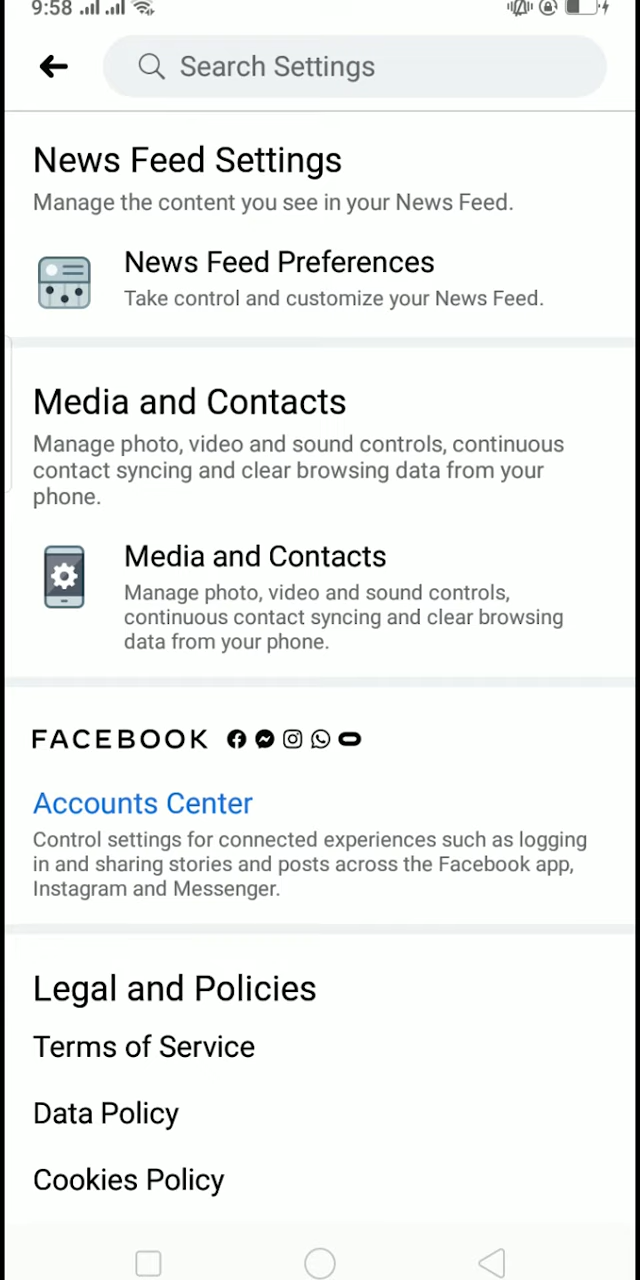 9:58
Search Settings
News Feed Settings
Manage the content you see in your News Feed.
News Feed Preferences
Take control and customize your News Feed.
Media and Contacts
Manage photo, video and sound controls, continuous
contact syncing and clear browsing data from your
phone.
Media and Contacts
Manage photo, video and sound controls,
continuous contact syncing and clear browsing
data from your phone.
FACEBOOK
Accounts Center
Control settings for connected experiences such as logging
in and sharing stories and posts across the Facebook app,
Instagram and Messenger.
Legal and Policies
Terms of Service
Data Policy
Cookies Policy